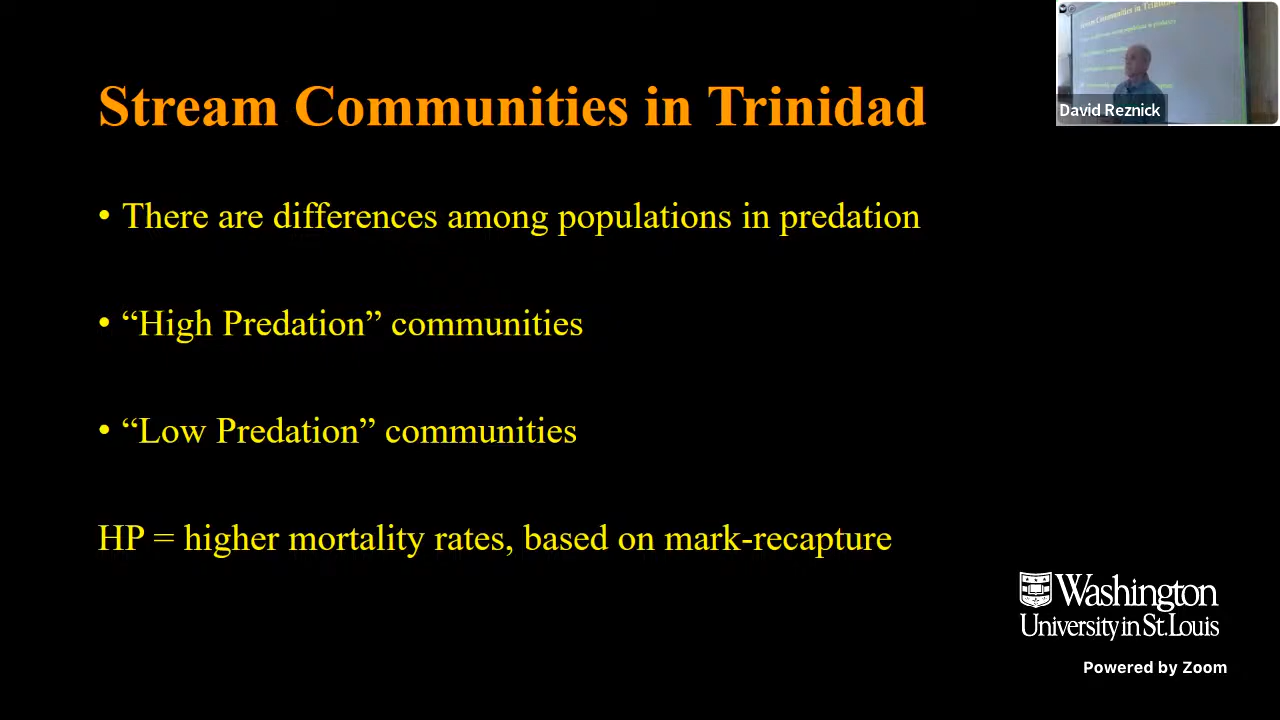 Stream Communities in Trinidad
David Reznick
• There are differences among populations in predation
• “High Predation” communities
• “Low Predation” communities
HP = higher mortality rates, based on mark-recapture
Washington
University in St. Louis
Powered by Zoom